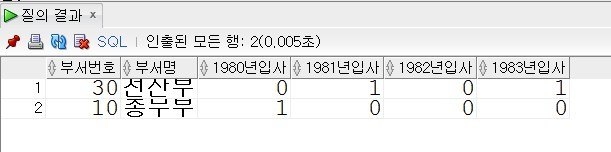 질의 결과 x
SQL | 인출된 모든 행: 2(0,005초)
부서번호 부서명 1980년입사 1981년입사 1982년입사 1983년입사
1 30 전산부 0 1 0 1
2 10 총무부 1 0 0 0